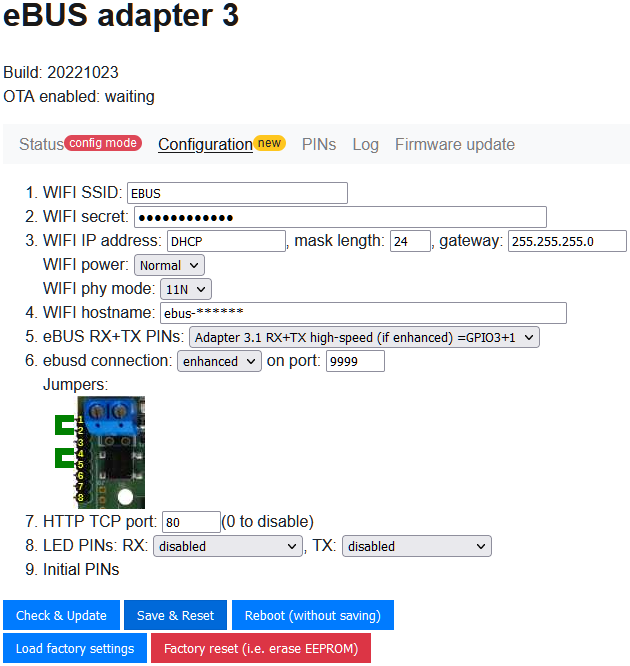 eBUS adapter 3
Build: 20221023
OTA enabled: waiting
Status config mode Configuration new PINs Log Firmware update
1. WIFI SSID: EBUS
2. WIFI secret: ●●●●●●●●●●●●
3. WIFI IP address: DHCP, mask length: 24, gateway: 255.255.255.0
WIFI power: Normal
WIFI phy mode: 11N
4. WIFI hostname: ebus-******
5. eBUS RX+TX PINs: Adapter 3.1 RX+TX high-speed (if enhanced) =GPIO3+1
6. ebusd connection: enhanced on port: 9999
Jumpers:
1
2
3
4
5
6
7
8
7. HTTP TCP port: 80 (0 to disable)
8. LED PINs: RX: disabled, TX: disabled
9. Initial PINs
Check & Update Save & Reset Reboot (without saving)
Load factory settings Factory reset (i.e. erase EEPROM)